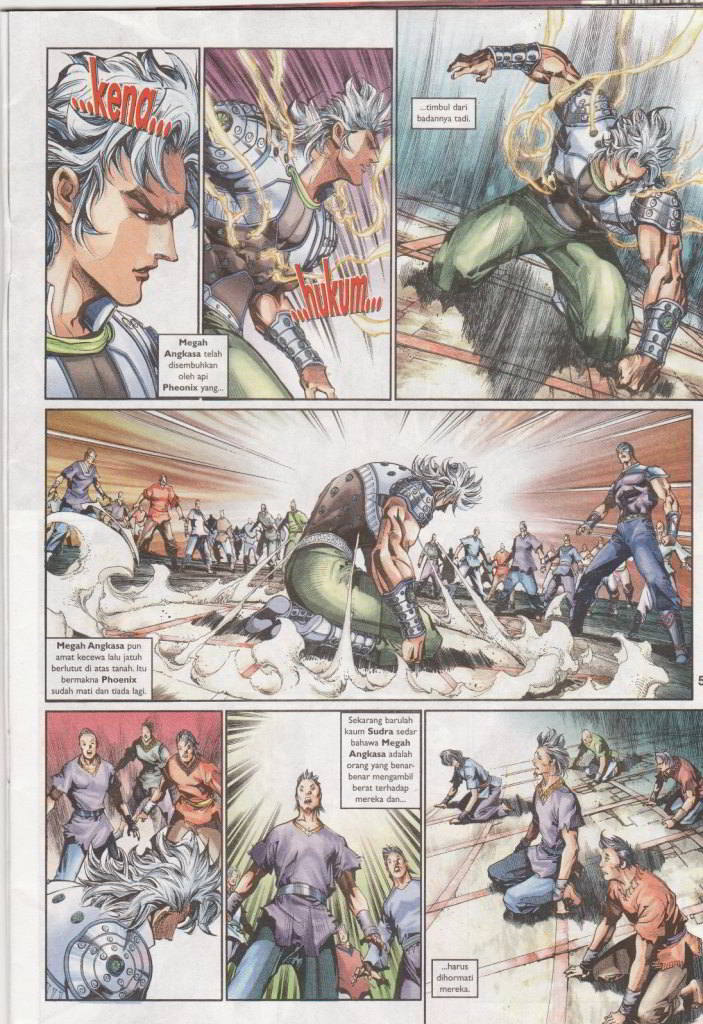 ...kena...
...hukum...
Megah
Angkasa telah
disembuhkan
oleh api
Pheonix yang...
...timbul dari
badannya tadi.
Megah Angkasa pun
amat kecewa lalu jatuh
berlutut di atas tanah. Itu
bermakna Phoenix
sudah mati dan tiada lagi.
5
Sekarang barulah
kaum Sudra sedar
bahawa Megah
Angkasa adalah
orang yang benar-
benar mengambil
berat terhadap
mereka dan...
...harus
dihormati
mereka.